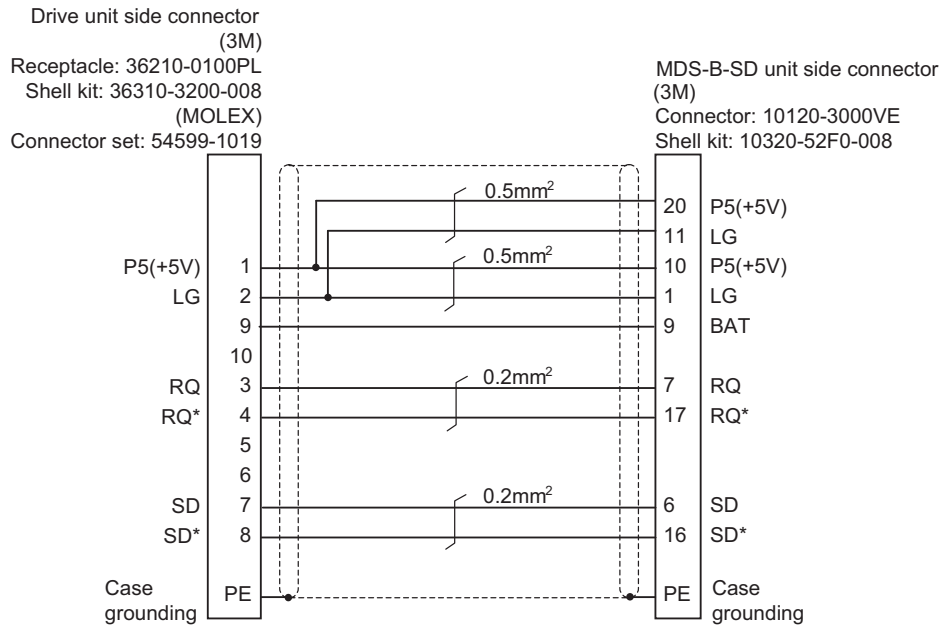 Drive unit side connector
(3M)
Receptacle: 36210-0100PL
Shell kit: 36310-3200-008
(MOLEX)
Connector set: 54599-1019
MDS-B-SD unit side connector
(3M)
Connector: 10120-3000VE
Shell kit: 10320-52F0-008
0.5mm²
20 P5(+5V)
11 LG
0.5mm²
P5(+5V) 1 10 P5(+5V)
LG 2 1 LG
9 9 BAT
10
0.2mm²
RQ 3 7 RQ
RQ* 4 17 RQ*
5
6
0.2mm²
SD 7 6 SD
SD* 8 16 SD*
Case
grounding
PE PE
Case
grounding